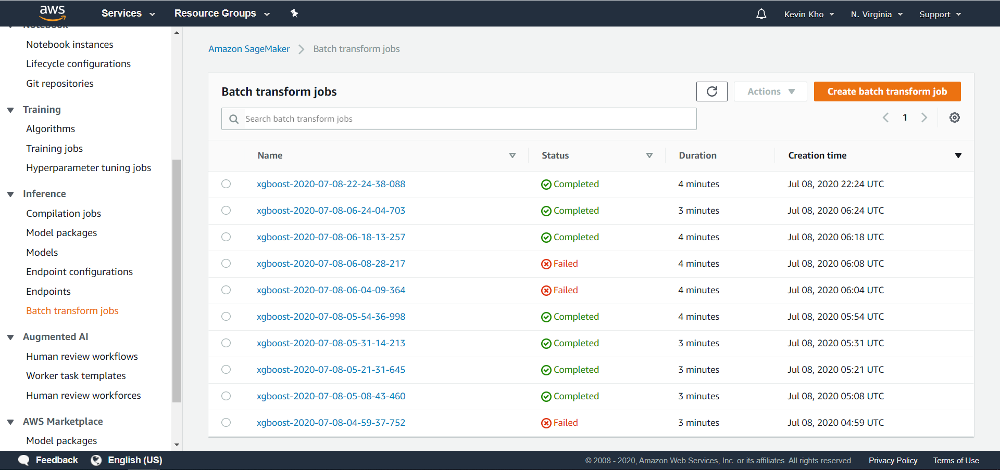 aws Services Resource Groups Kevin Kho N. Virginia Support
Notebook
Notebook instances
Lifecycle configurations
Git repositories
Training
Algorithms
Training jobs
Hyperparameter tuning jobs
Inference
Compilation jobs
Model packages
Models
Endpoint configurations
Endpoints
Batch transform jobs
Augmented AI
Human review workflows
Worker task templates
Human review workforces
AWS Marketplace
Model packages
Amazon SageMaker Batch transform jobs
Batch transform jobs Actions Create batch transform job
Search batch transform jobs 1
Name Status Duration Creation time
xgboost-2020-07-08-22-24-38-088 Completed 4 minutes Jul 08, 2020 22:24 UTC
xgboost-2020-07-08-06-24-04-703 Completed 3 minutes Jul 08, 2020 06:24 UTC
xgboost-2020-07-08-06-18-13-257 Completed 4 minutes Jul 08, 2020 06:18 UTC
xgboost-2020-07-08-06-08-28-217 Failed 4 minutes Jul 08, 2020 06:08 UTC
xgboost-2020-07-08-06-04-09-364 Failed 4 minutes Jul 08, 2020 06:04 UTC
xgboost-2020-07-08-05-54-36-998 Completed 4 minutes Jul 08, 2020 05:54 UTC
xgboost-2020-07-08-05-31-14-213 Completed 3 minutes Jul 08, 2020 05:31 UTC
xgboost-2020-07-08-05-21-31-645 Completed 3 minutes Jul 08, 2020 05:21 UTC
xgboost-2020-07-08-05-08-43-460 Completed 3 minutes Jul 08, 2020 05:08 UTC
xgboost-2020-07-08-04-59-37-752 Failed 3 minutes Jul 08, 2020 04:59 UTC
Feedback English (US) © 2008 - 2020, Amazon Web Services, Inc. or its affiliates. All rights reserved. Privacy Policy Terms of Use